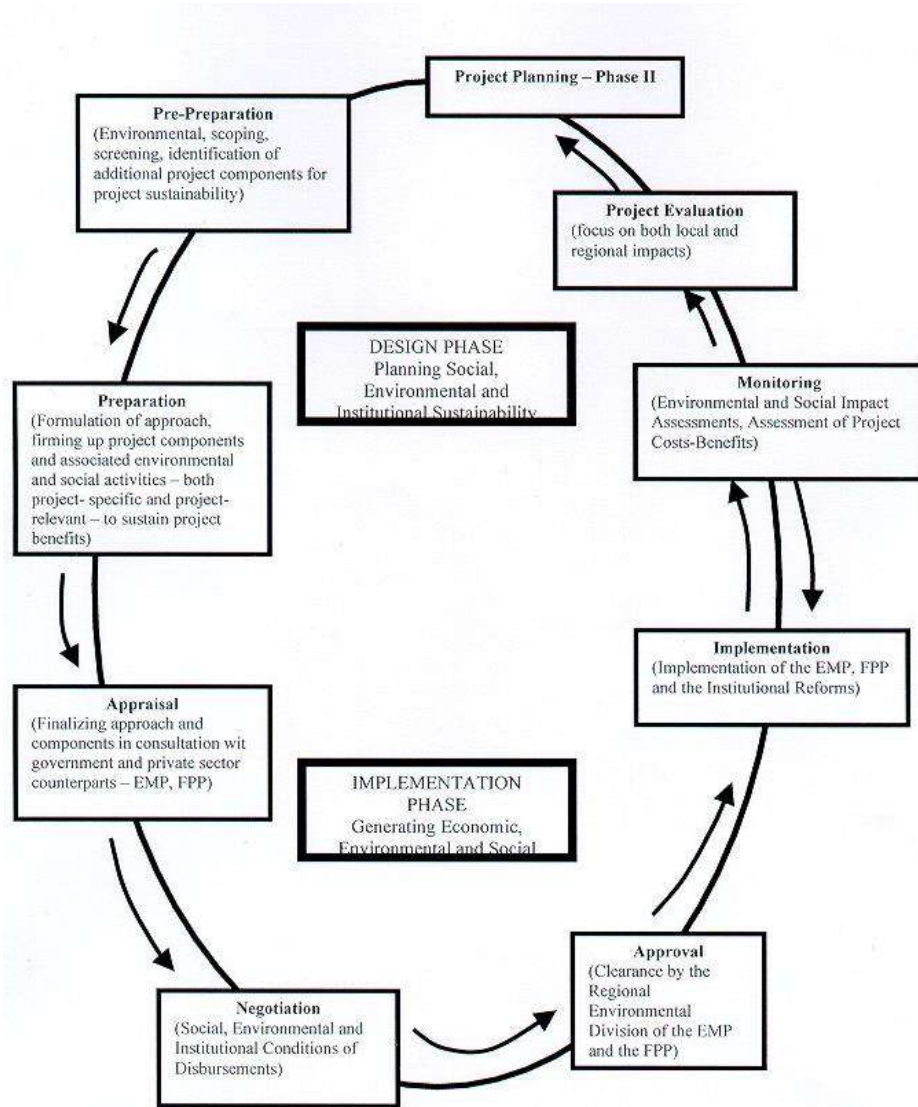 Project Planning – Phase II
Pre-Preparation
(Environmental, scoping,
screening, identification of
additional project components for
project sustainability)
Project Evaluation
(focus on both local and
regional impacts)
DESIGN PHASE
Planning Social,
Environmental and
Institutional Sustainability
Monitoring
(Environmental and Social Impact
Assessments, Assessment of Project
Costs-Benefits)
Preparation
(Formulation of approach,
firming up project components
and associated environmental
and social activities – both
project- specific and project-
relevant – to sustain project
benefits)
Implementation
(Implementation of the EMP, FPP
and the Institutional Reforms)
Appraisal
(Finalizing approach and
components in consultation wit
government and private sector
counterparts – EMP, FPP)
IMPLEMENTATION
PHASE
Generating Economic,
Environmental and Social
Approval
(Clearance by the
Regional
Environmental
Division of the EMP
and the FPP)
Negotiation
(Social, Environmental and
Institutional Conditions of
Disbursements)